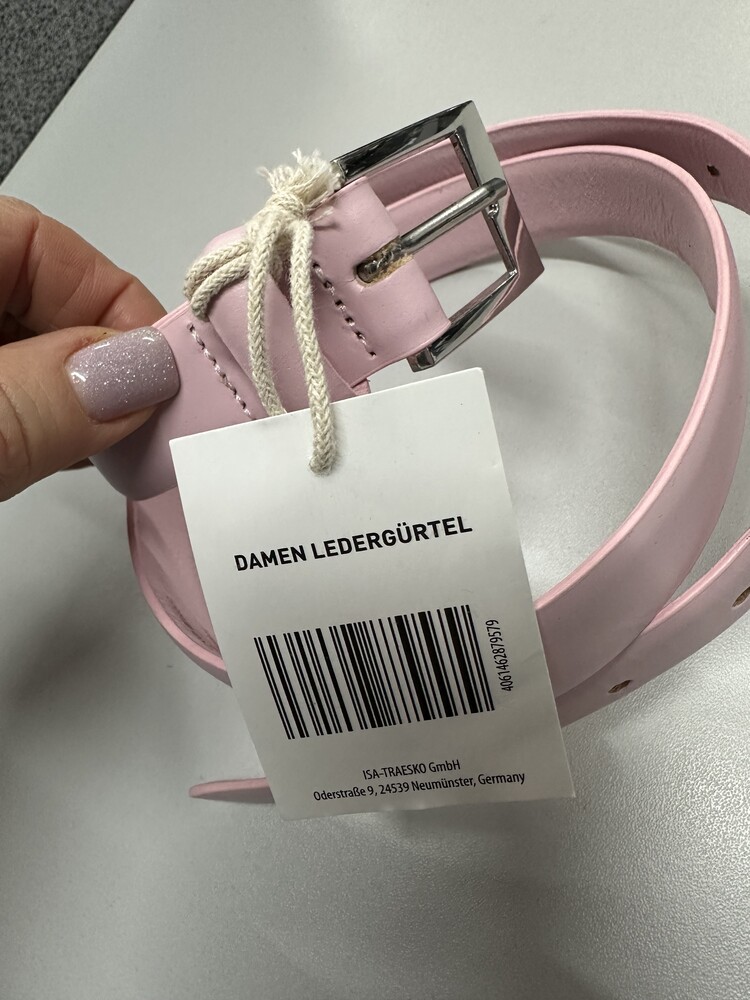 DAMEN LEDERGÜRTEL
4061462879579
ISA-TRAESKO GmbH
Oderstraße 9, 24539 Neumünster, Germany